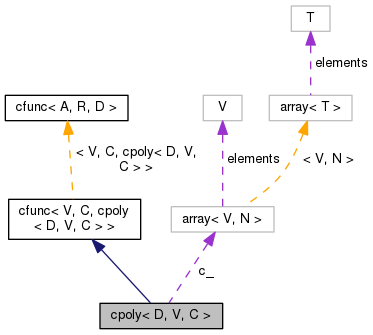 T
elements
cfunc< A, R, D >
V
array< T >
< V, C, cpoly< D, V,
C > >
elements
< V, N >
cfunc< V, C, cpoly
< D, V, C > >
array< V, N >
c_
cpoly< D, V, C >